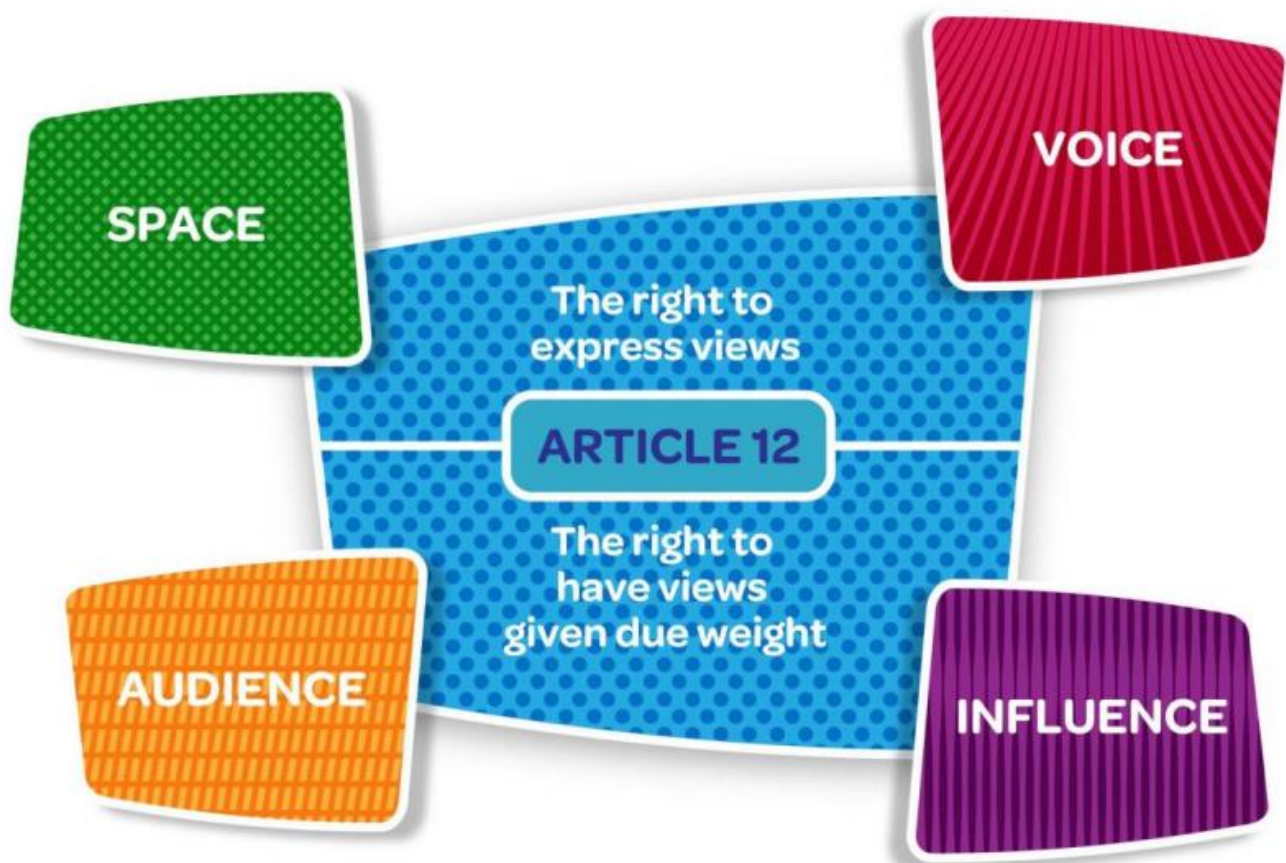 SPACE
VOICE
The right to
express views
ARTICLE 12
The right to
have views
given due weight
AUDIENCE
INFLUENCE